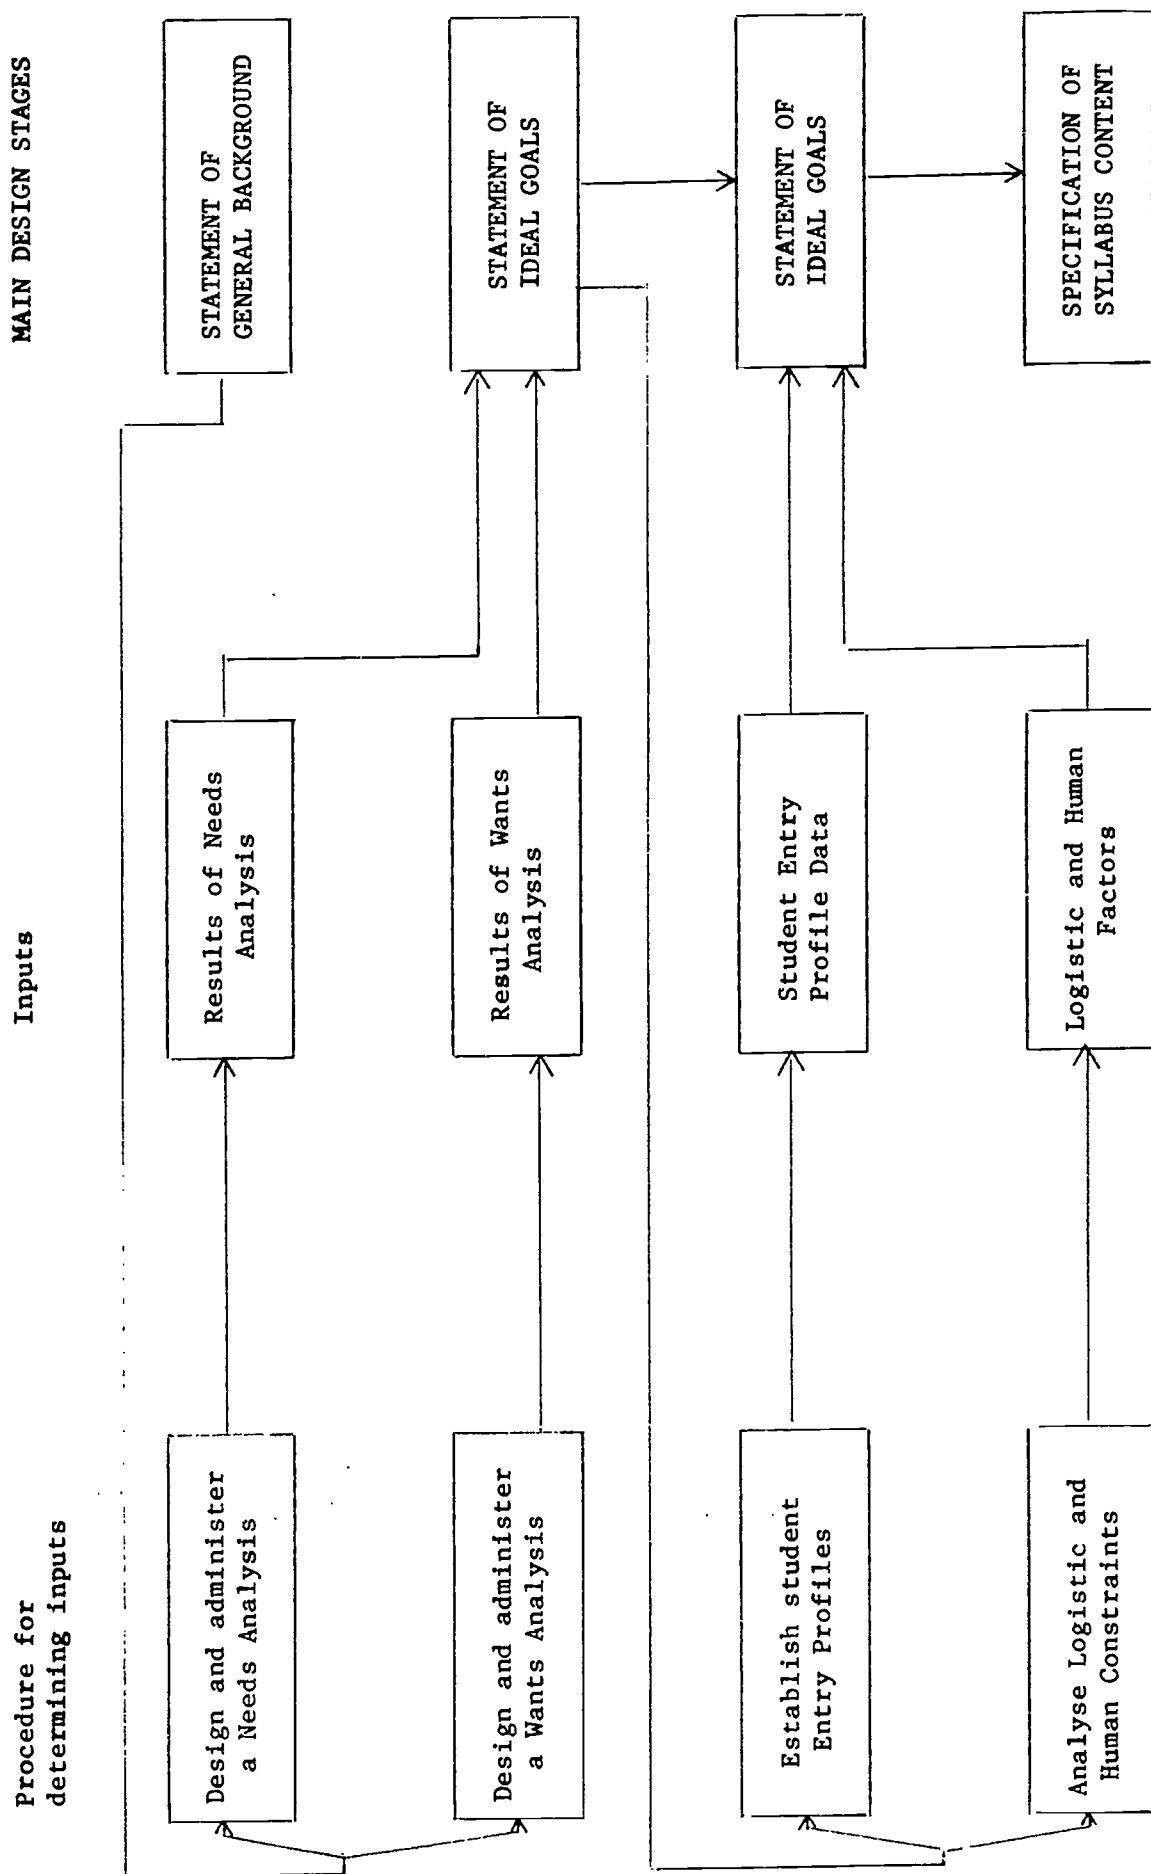 Procedure for
determining inputs
Inputs
MAIN DESIGN STAGES
Design and administer
a Needs Analysis
Results of Needs
Analysis
STATEMENT OF
GENERAL BACKGROUND
Design and administer
a Wants Analysis
Results of Wants
Analysis
STATEMENT OF
IDEAL GOALS
Establish student
Entry Profiles
Student Entry
Profile Data
STATEMENT OF
IDEAL GOALS
Analyse Logistic and
Human Constraints
Logistic and Human
Factors
SPECIFICATION OF
SYLLABUS CONTENT